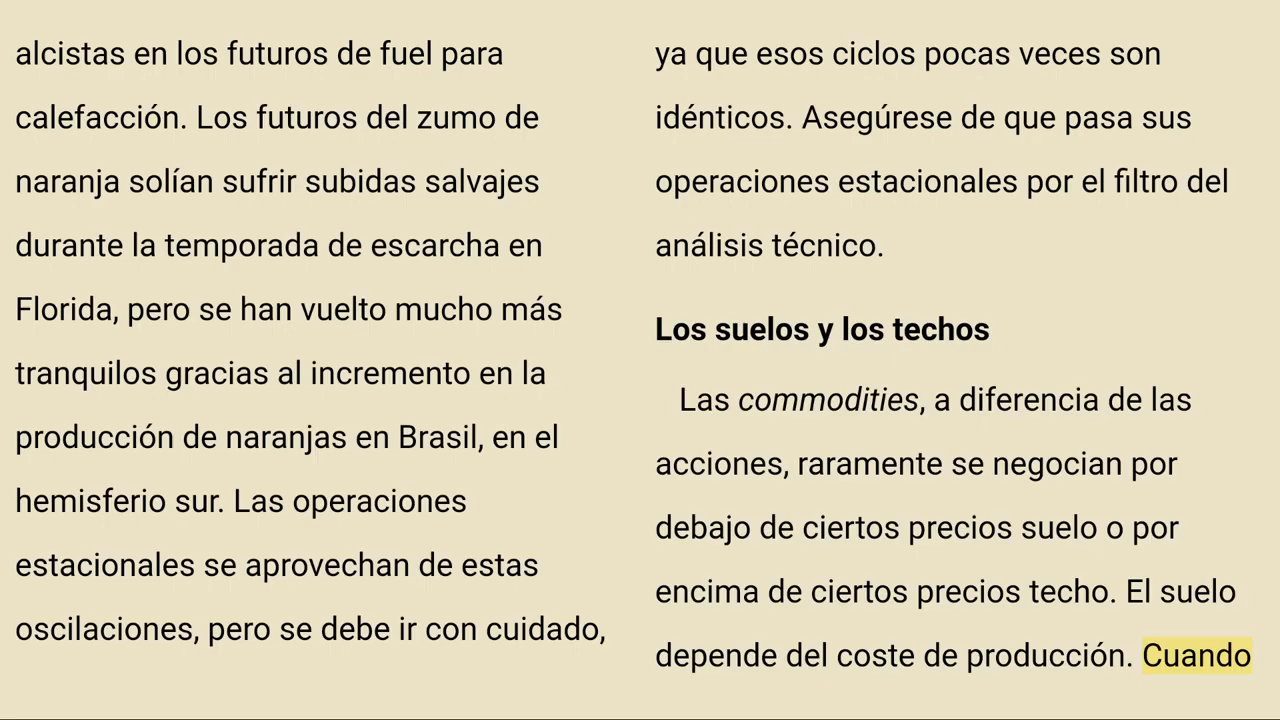 alcistas en los futuros de fuel para
calefacción. Los futuros del zumo de
naranja solían sufrir subidas salvajes
durante la temporada de escarcha en
Florida, pero se han vuelto mucho más
tranquilos gracias al incremento en la
producción de naranjas en Brasil, en el
hemisferio sur. Las operaciones
estacionales se aprovechan de estas
oscilaciones, pero se debe ir con cuidado,
ya que esos ciclos pocas veces son
idénticos. Asegúrese de que pasa sus
operaciones estacionales por el filtro del
análisis técnico.
Los suelos y los techos
Las commodities, a diferencia de las
acciones, raramente se negocian por
debajo de ciertos precios suelo o por
encima de ciertos precios techo. El suelo
depende del coste de producción. Cuando